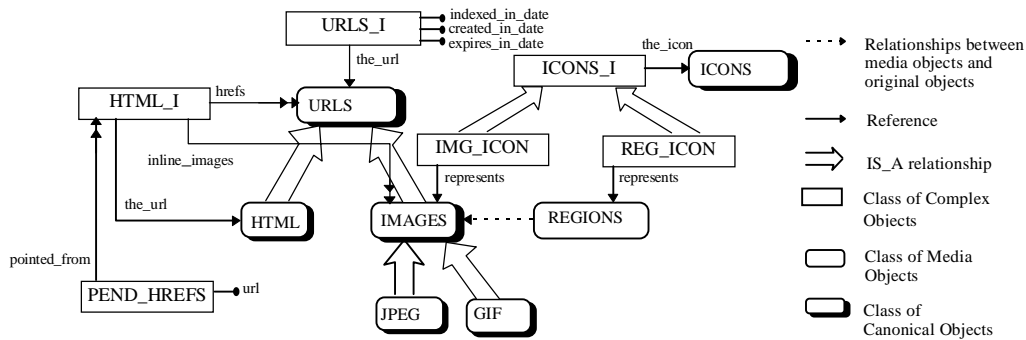 indexed_in_date
URLS_I
created_in_date
expires_in_date
the_icon
the_url
ICONS_I
ICONS
Relationships between
media objects and
original objects
hrefs
HTML_I
URLS
Reference
IMG_ICON
REG_ICON
inline_images
IS_A relationship
represents
represents
Class of Complex
Objects
the_url
HTML
IMAGES
REGIONS
pointed_from
Class of Media
Objects
PEND_HREFS
url
JPEG
GIF
Class of
Canonical Objects